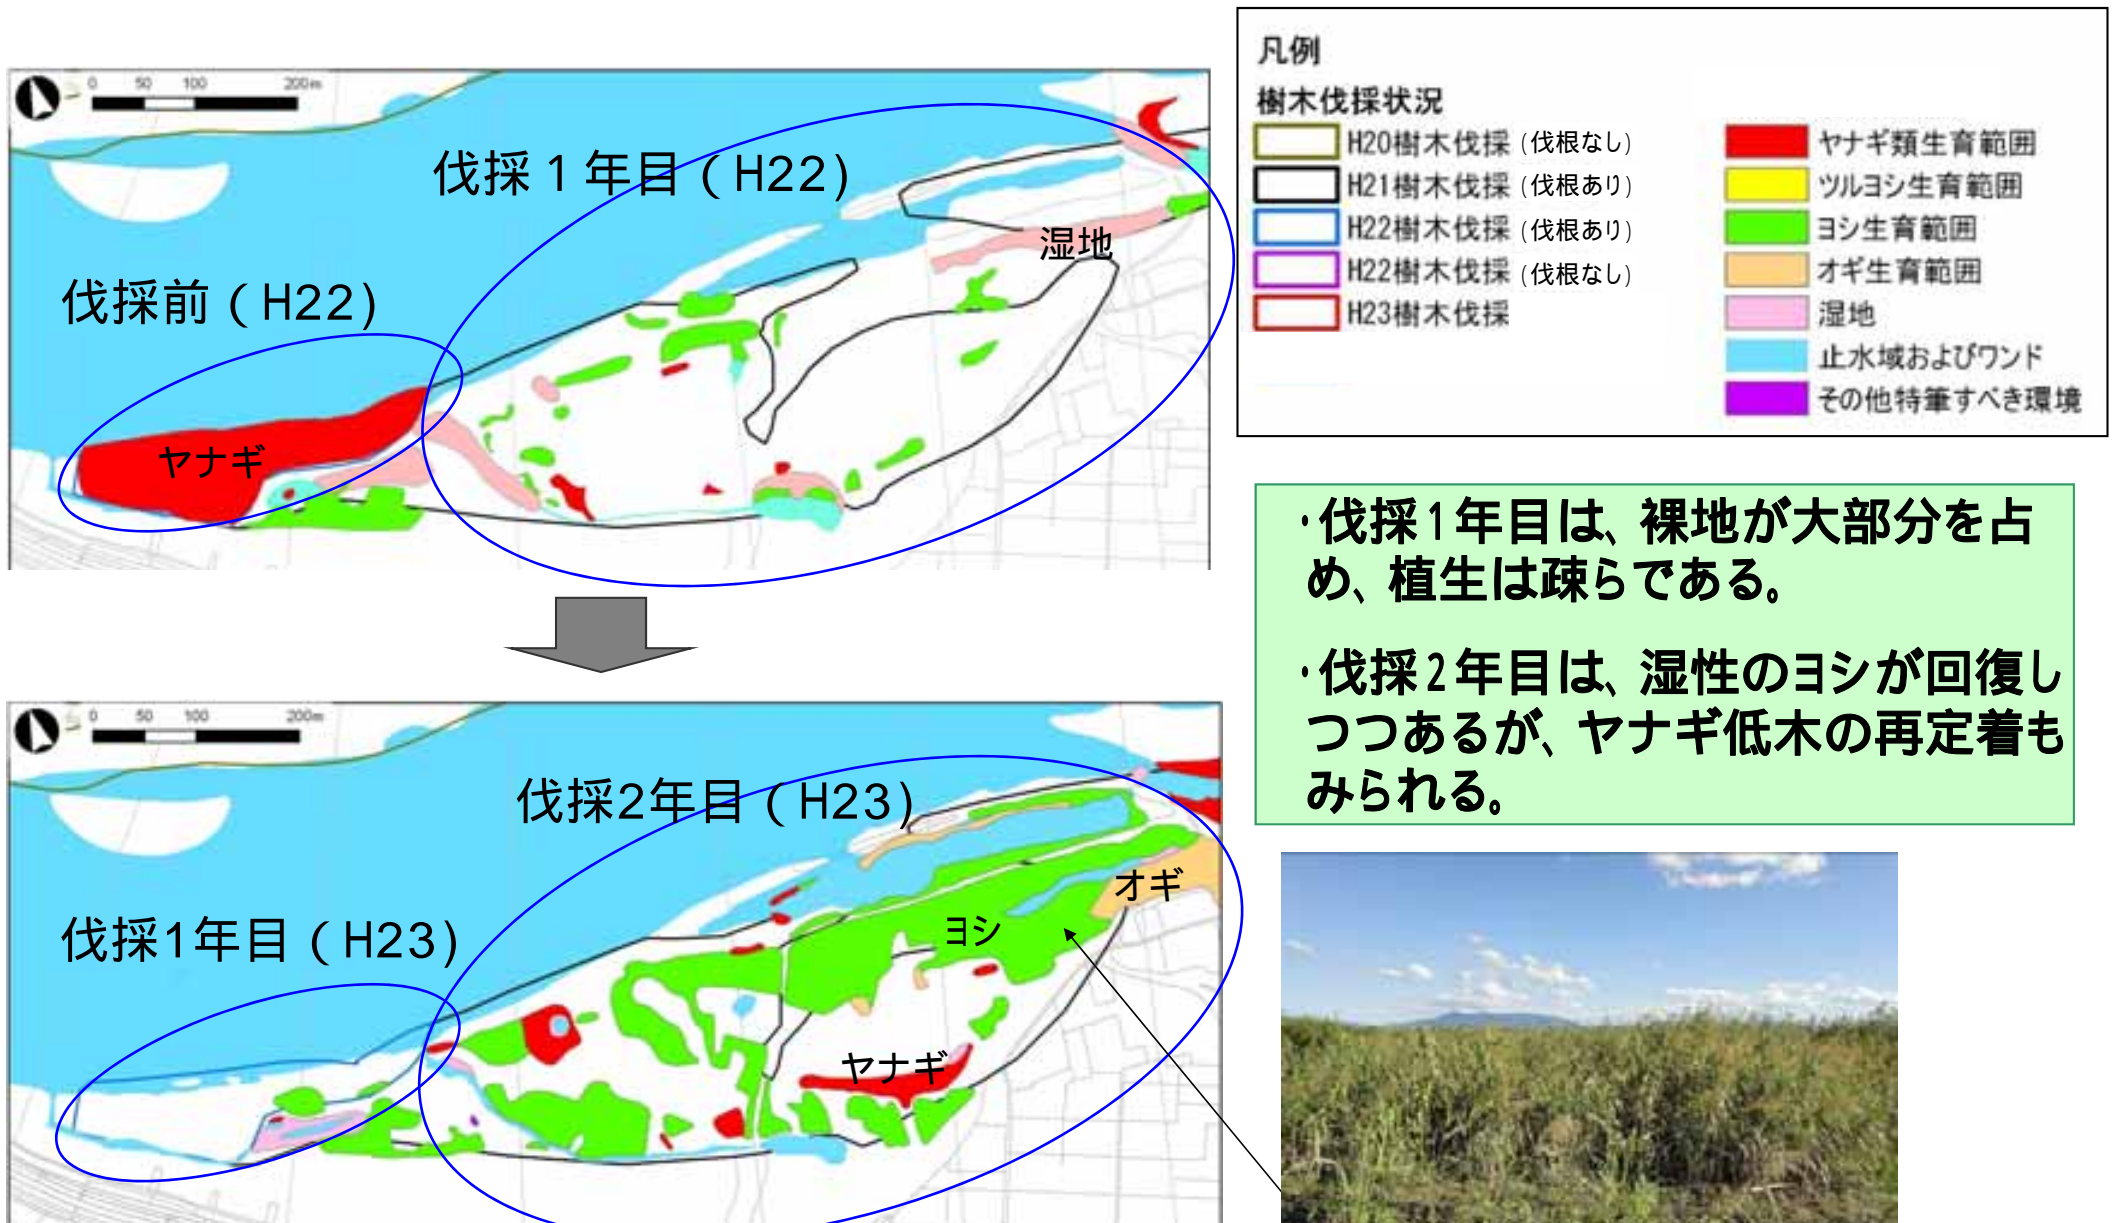 0 50 100 200m
伐採1年目(H22)
湿地
伐採前(H22)
ヤナギ
凡例
樹木伐採状況
H20樹木伐採(伐根なし)
H21樹木伐採(伐根あり)
H22樹木伐採(伐根あり)
H22樹木伐採(伐根なし)
H23樹木伐採
ヤナギ類生育範囲
ツルヨシ生育範囲
ヨシ生育範囲
オギ生育範囲
湿地
止水域およびワンド
その他特筆すべき環境
・伐採1年目は、裸地が大部分を占
め、植生は疎らである。
・伐採2年目は、湿性のヨシが回復し
つつあるが、ヤナギ低木の再定着も
みられる。
0 50 100 200m
伐採2年目(H23)
オギ
ヨシ
伐採1年目(H23)
ヤナギ